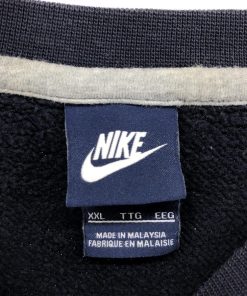 NIKE
XXL TTG EEG
MADE IN MALAYSIA
FABRIQUE EN MALAISIE